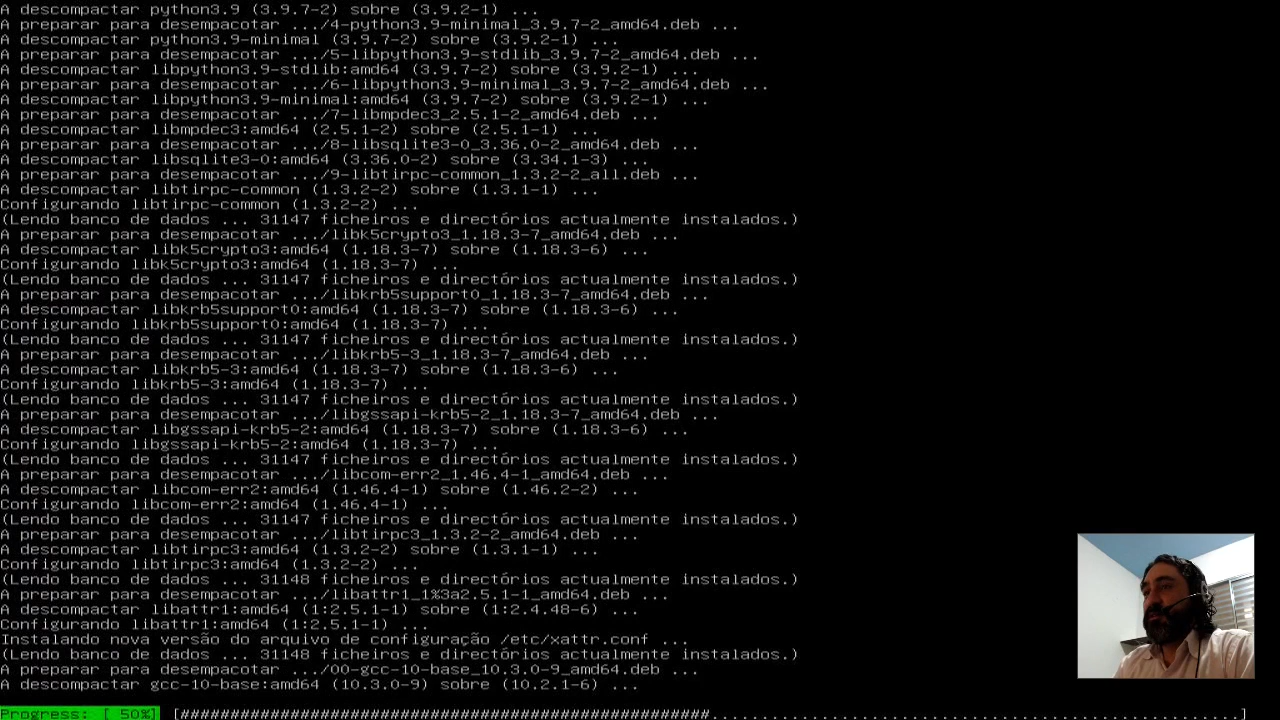 A descompactar python3.9 (3.9.7-2) sobre (3.9.2-1) ...
A preparar para desempacotar .../4-python3.9-minimal_3.9.7-2_amd64.deb ...
A descompactar python3.9-minimal (3.9.7-2) sobre (3.9.2-1) ...
A preparar para desempacotar .../5-libpython3.9-stdlib_3.9.7-2_amd64.deb ...
A descompactar libpython3.9-stdlib:amd64 (3.9.7-2) sobre (3.9.2-1) ...
A preparar para desempacotar .../6-libpython3.9-minimal_3.9.7-2_amd64.deb ...
A descompactar libpython3.9-minimal:amd64 (3.9.7-2) sobre (3.9.2-1) ...
A preparar para desempacotar .../7-libmpdec3_2.5.1-2_amd64.deb ...
A descompactar libmpdec3:amd64 (2.5.1-2) sobre (2.5.1-1) ...
A preparar para desempacotar .../8-libsqlite3-0_3.36.0-2_amd64.deb ...
A descompactar libsqlite3-0:amd64 (3.36.0-2) sobre (3.34.1-3) ...
A preparar para desempacotar .../9-libtirpc-common_1.3.2-2_all.deb ...
A descompactar libtirpc-common (1.3.2-2) sobre (1.3.1-1) ...
Configurando libtirpc-common (1.3.2-2) ...
(Lendo banco de dados ... 31147 ficheiros e directórios actualmente instalados.)
A preparar para desempacotar .../libk5crypto3_1.18.3-7_amd64.deb ...
A descompactar libk5crypto3:amd64 (1.18.3-7) sobre (1.18.3-6) ...
Configurando libk5crypto3:amd64 (1.18.3-7) ...
(Lendo banco de dados ... 31147 ficheiros e directórios actualmente instalados.)
A preparar para desempacotar .../libkrb5support0_1.18.3-7_amd64.deb ...
A descompactar libkrb5support0:amd64 (1.18.3-7) sobre (1.18.3-6) ...
Configurando libkrb5support0:amd64 (1.18.3-7) ...
(Lendo banco de dados ... 31147 ficheiros e directórios actualmente instalados.)
A preparar para desempacotar .../libkrb5-3_1.18.3-7_amd64.deb ...
A descompactar libkrb5-3:amd64 (1.18.3-7) sobre (1.18.3-6) ...
Configurando libkrb5-3:amd64 (1.18.3-7) ...
(Lendo banco de dados ... 31147 ficheiros e directórios actualmente instalados.)
A preparar para desempacotar .../libgssapi-krb5-2_1.18.3-7_amd64.deb ...
A descompactar libgssapi-krb5-2:amd64 (1.18.3-7) sobre (1.18.3-6) ...
Configurando libgssapi-krb5-2:amd64 (1.18.3-7) ...
(Lendo banco de dados ... 31147 ficheiros e directórios actualmente instalados.)
A preparar para desempacotar .../libcom-err2_1.46.4-1_amd64.deb ...
A descompactar libcom-err2:amd64 (1.46.4-1) sobre (1.46.2-2) ...
Configurando libcom-err2:amd64 (1.46.4-1) ...
(Lendo banco de dados ... 31147 ficheiros e directórios actualmente instalados.)
A preparar para desempacotar .../libtirpc3_1.3.2-2_amd64.deb ...
A descompactar libtirpc3:amd64 (1.3.2-2) sobre (1.3.1-1) ...
Configurando libtirpc3:amd64 (1.3.2-2) ...
(Lendo banco de dados ... 31148 ficheiros e directórios actualmente instalados.)
A preparar para desempacotar .../libattr1_1%3a2.5.1-1_amd64.deb ...
A descompactar libattr1:amd64 (1:2.5.1-1) sobre (1:2.4.48-6) ...
Configurando libattr1:amd64 (1:2.5.1-1) ...
Instalando nova versão do arquivo de configuração /etc/xattr.conf ...
(Lendo banco de dados ... 31148 ficheiros e directórios actualmente instalados.)
A preparar para desempacotar .../00-gcc-10-base_10.3.0-9_amd64.deb ...
A descompactar gcc-10-base:amd64 (10.3.0-9) sobre (10.2.1-6) ...
Progress: [ 50%] [#####################################################.....................................................]